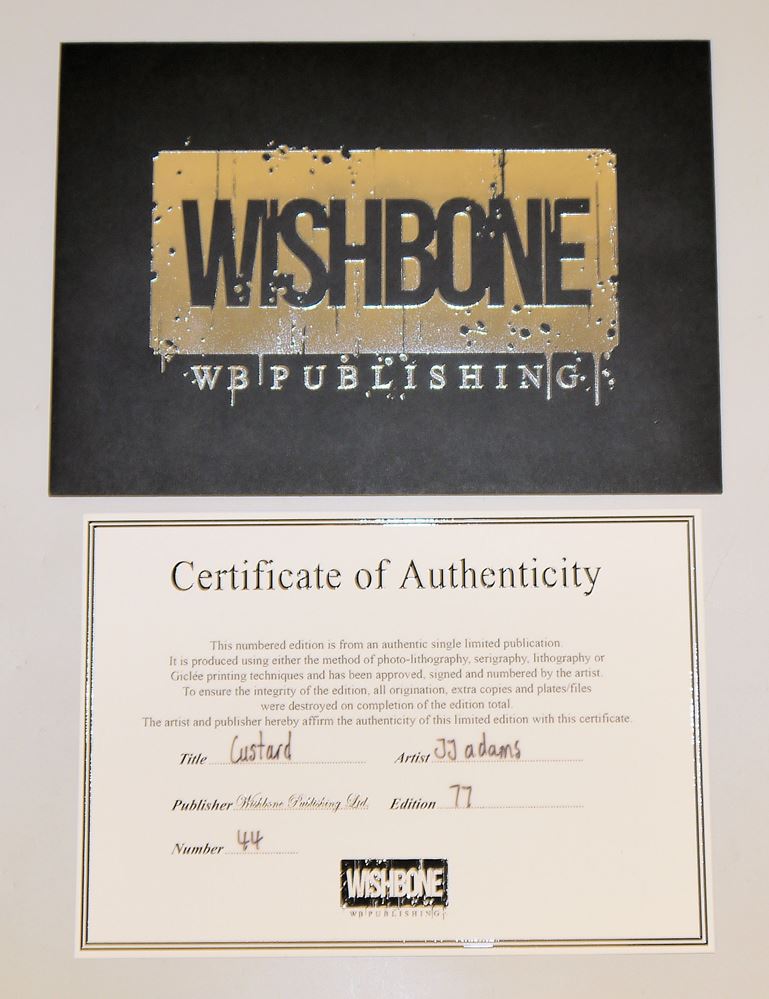 WISHBONE
WB PUBLISHING
Certificate of Authenticity
This numbered edition is from an authentic single limited publication.
It is produced using either the method of photo-lithography, serigraphy, lithography or
Giclée printing techniques and has been approved, signed and numbered by the artist.
To ensure the integrity of the edition, all origination, extra copies and plates/files
were destroyed on completion of the edition total.
The artist and publisher hereby affirm the authenticity of this limited edition with this certificate.
Title Custard Artist JJ adams
Publisher Wishbone Publishing Ltd. Edition 77
Number 44
WISHBONE
WB PUBLISHING